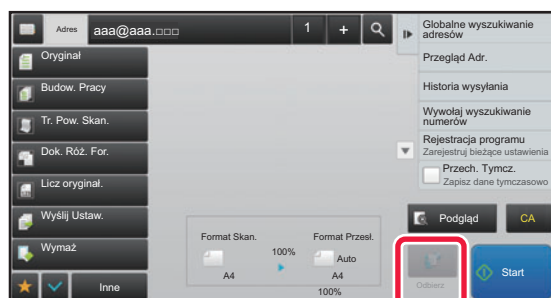 Adres aaa@aaa.□□□ 1 +
Oryginał
Budow. Pracy
Tr. Pow. Skan.
Dok. Róż. For.
Licz oryginał.
Wyślij Ustaw.
Wymaż
Inne
Format Skan.
A4
100%
Format Przesł.
Auto
A4
100%
Globalne wyszukiwanie
adresów
Przegląd Adr.
Historia wysyłania
Wywołaj wyszukiwanie
numerów
Rejestracja programu
Zarejestruj bieżące ustawienia
Przech. Tymcz.
Zapisz dane tymczasowo
Podgląd
CA
Odbierz
Start